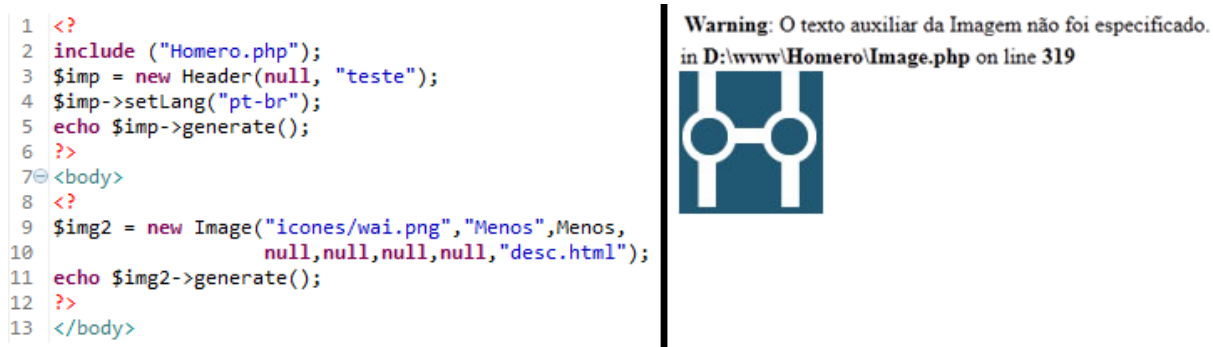 1 <?
2 include ("Homero.php");
3 $imp = new Header(null, "teste");
4 $imp->setLang("pt-br");
5 echo $imp->generate();
6 ?>
7 <body>
8 <?
9 $img2 = new Image("icones/wai.png","Menos",Menos,
10 null,null,null,null,"desc.html");
11 echo $img2->generate();
12 ?>
13 </body>
Warning: O texto auxiliar da Imagem não foi especificado.
in D:\www\Homero\Image.php on line 319